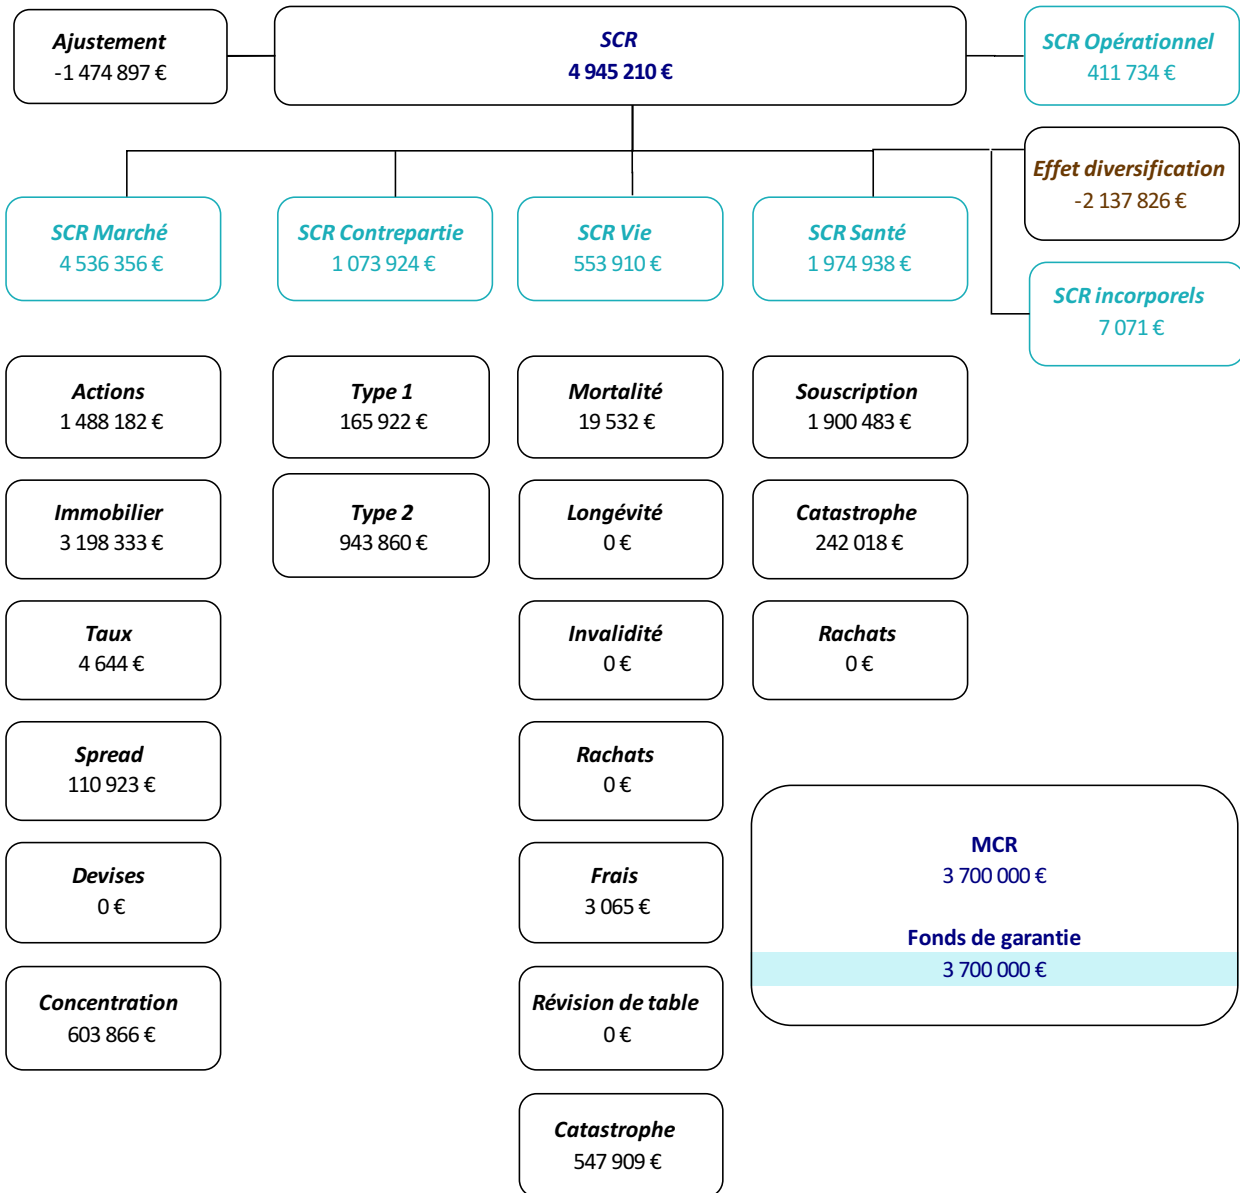 Ajustement
-1 474 897 €
SCR
4 945 210 €
SCR Opérationnel
411 734 €
Effet diversification
-2 137 826 €
SCR Marché
4 536 356 €
SCR Contrepartie
1 073 924 €
SCR Vie
553 910 €
SCR Santé
1 974 938 €
SCR incorporels
7 071 €
Actions
1 488 182 €
Type 1
165 922 €
Mortalité
19 532 €
Souscription
1 900 483 €
Immobilier
3 198 333 €
Type 2
943 860 €
Longévité
0 €
Catastrophe
242 018 €
Taux
4 644 €
Invalidité
0 €
Rachats
0 €
Spread
110 923 €
Rachats
0 €
MCR
3 700 000 €
Fonds de garantie
3 700 000 €
Devises
0 €
Frais
3 065 €
Concentration
603 866 €
Révision de table
0 €
Catastrophe
547 909 €